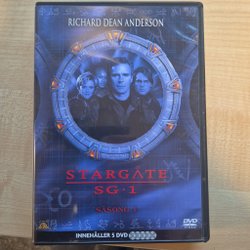 RICHARD DEAN ANDERSON
STARGATE
SG·1
SÄSONG 1
INNEHÅLLER 5 DVD
DVD